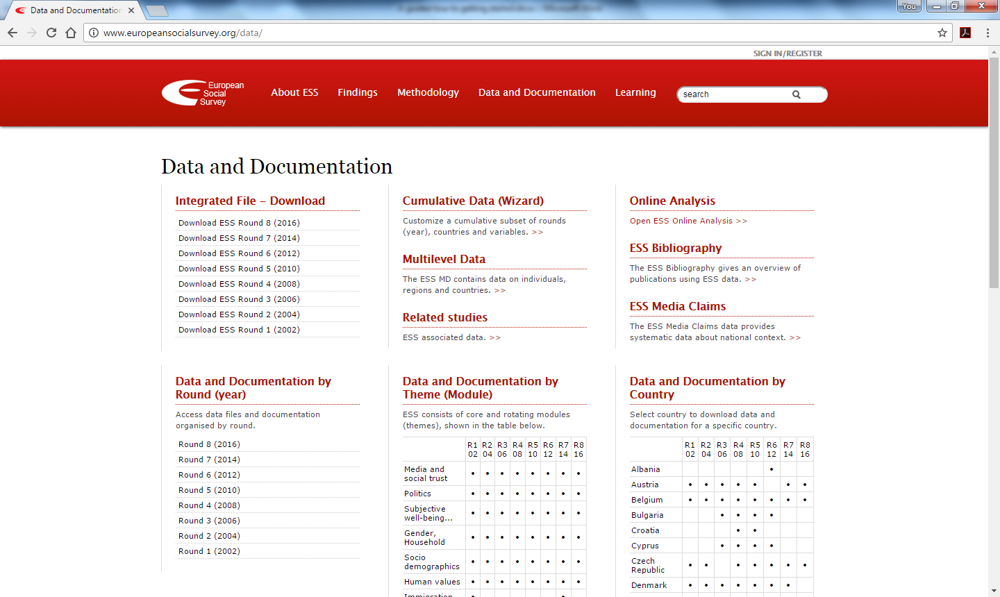 Data and Documentation
You
www.europeansocialsurvey.org/data/
SIGN IN/REGISTER
European
Social
Survey
About ESS
Findings
Methodology
Data and Documentation
Learning
search
Data and Documentation
Integrated File – Download
Download ESS Round 8 (2016)
Download ESS Round 7 (2014)
Download ESS Round 6 (2012)
Download ESS Round 5 (2010)
Download ESS Round 4 (2008)
Download ESS Round 3 (2006)
Download ESS Round 2 (2004)
Download ESS Round 1 (2002)
Cumulative Data (Wizard)
Customize a cumulative subset of rounds
(year), countries and variables. >>
Multilevel Data
The ESS MD contains data on individuals,
regions and countries. >>
Related studies
ESS associated data. >>
Online Analysis
Open ESS Online Analysis >>
ESS Bibliography
The ESS Bibliography gives an overview of
publications using ESS data. >>
ESS Media Claims
The ESS Media Claims data provides
systematic data about national context. >>
Data and Documentation by
Round (year)
Access data files and documentation
organised by round.
Round 8 (2016)
Round 7 (2014)
Round 6 (2012)
Round 5 (2010)
Round 4 (2008)
Round 3 (2006)
Round 2 (2004)
Round 1 (2002)
Data and Documentation by
Theme (Module)
ESS consists of core and rotating modules
(themes), shown in the table below.
R1 R2 R3 R4 R5 R6 R7 R8
02 04 06 08 10 12 14 16
Media and
social trust • • • • • • • •
Politics • • • • • • • •
Subjective
well-being... • • • • • • • •
Gender,
Household • • • • • • • •
Socio
demographics • • • • • • • •
Human values • • • • • • • •
Immigration • •
Data and Documentation by
Country
Select country to download data and
documentation for a specific country.
R1 R2 R3 R4 R5 R6 R7 R8
02 04 06 08 10 12 14 16
Albania •
Austria • • • • • • •
Belgium • • • • • • • •
Bulgaria • • • •
Croatia • •
Cyprus • • • •
Czech
Republic • • • • • • •
Denmark • • • • • • •